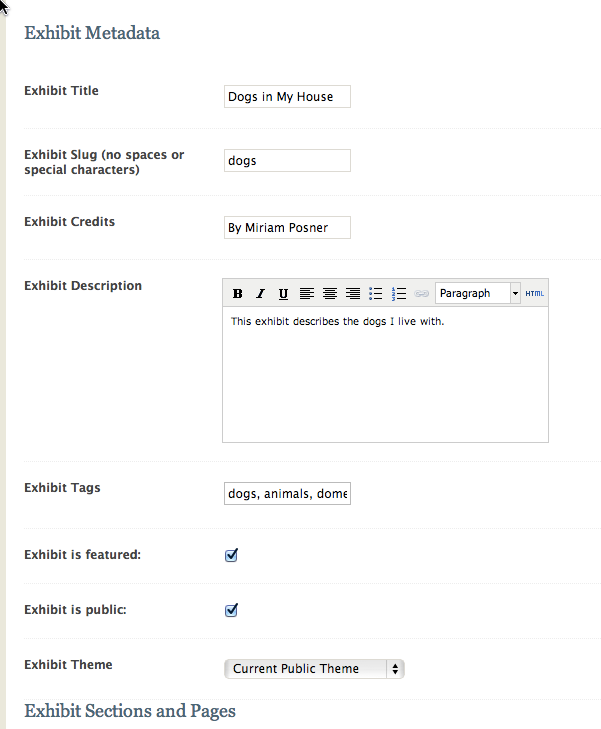 Exhibit Metadata
Exhibit Title
Dogs in My House
Exhibit Slug (no spaces or
special characters)
dogs
Exhibit Credits
By Miriam Posner
Exhibit Description
B I U Paragraph HTML
This exhibit describes the dogs I live with.
Exhibit Tags
dogs, animals, dome
Exhibit is featured:
Exhibit is public:
Exhibit Theme
Current Public Theme
Exhibit Sections and Pages